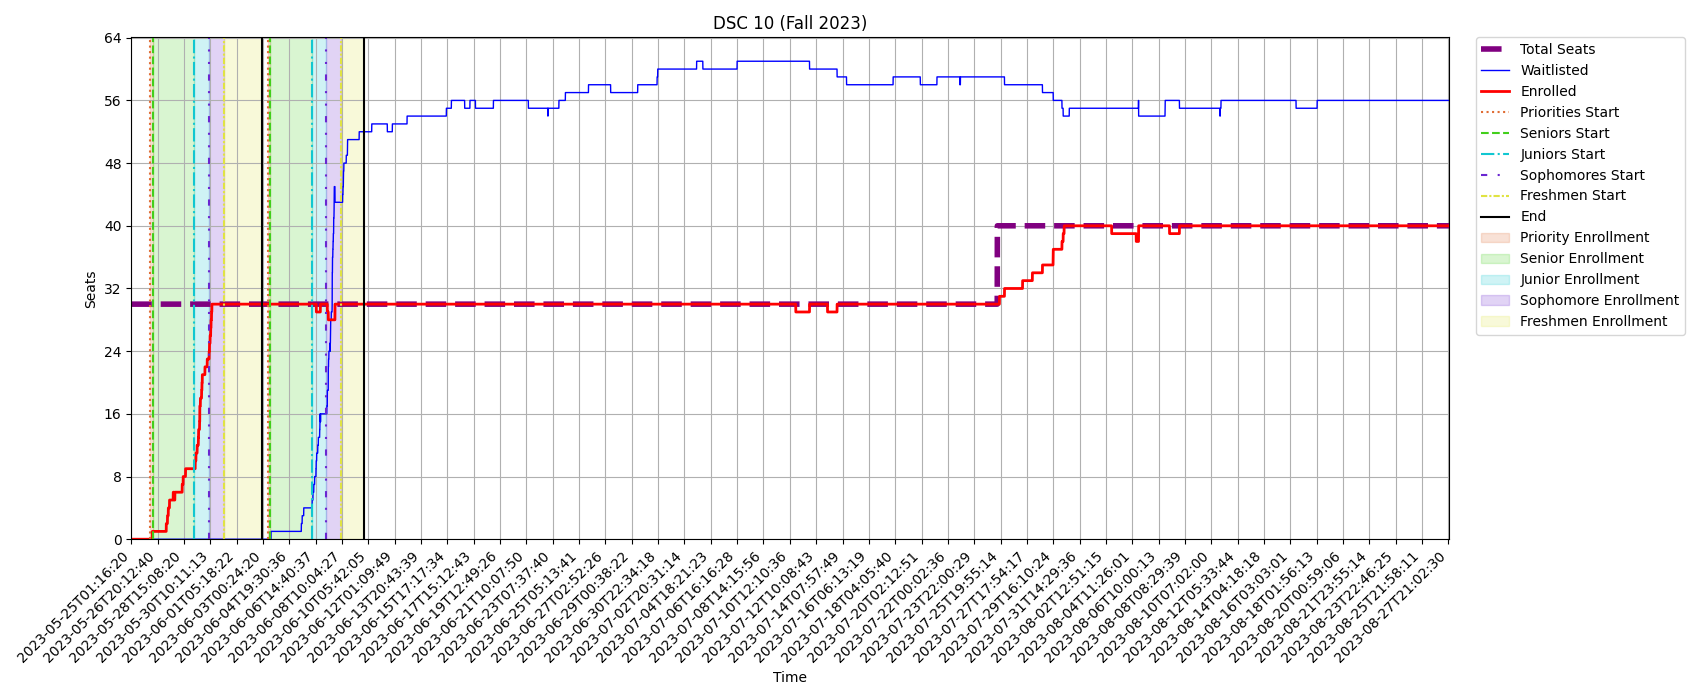 DSC 10 (Fall 2023)
64
56
48
40
32
24
16
8
0
Seats
2023-05-25T01:16:20
2023-05-26T20:12:40
2023-05-28T15:08:20
2023-05-30T10:11:13
2023-06-01T05:18:22
2023-06-03T00:24:20
2023-06-04T19:30:36
2023-06-06T14:40:37
2023-06-08T10:04:27
2023-06-10T05:42:05
2023-06-12T01:09:49
2023-06-13T20:43:39
2023-06-15T17:17:34
2023-06-17T15:12:43
2023-06-19T12:49:26
2023-06-21T10:07:50
2023-06-23T07:37:40
2023-06-25T05:13:41
2023-06-27T02:52:26
2023-06-29T00:38:22
2023-06-30T22:34:18
2023-07-02T20:31:14
2023-07-04T18:21:23
2023-07-06T16:16:28
2023-07-08T14:15:56
2023-07-10T12:10:36
2023-07-12T10:08:43
2023-07-14T07:57:49
2023-07-16T06:13:19
2023-07-18T04:05:40
2023-07-20T02:12:51
2023-07-22T00:02:36
2023-07-23T22:00:29
2023-07-25T19:55:14
2023-07-27T17:54:17
2023-07-29T16:10:24
2023-07-31T14:29:36
2023-08-02T12:51:15
2023-08-04T11:26:01
2023-08-06T10:00:13
2023-08-08T08:29:39
2023-08-10T07:02:00
2023-08-12T05:33:44
2023-08-14T04:18:18
2023-08-16T03:03:01
2023-08-18T01:56:13
2023-08-20T00:59:06
2023-08-21T23:55:14
2023-08-23T22:46:25
2023-08-25T21:58:11
2023-08-27T21:02:30
Time
Total Seats
Waitlisted
Enrolled
Priorities Start
Seniors Start
Juniors Start
Sophomores Start
Freshmen Start
End
Priority Enrollment
Senior Enrollment
Junior Enrollment
Sophomore Enrollment
Freshmen Enrollment